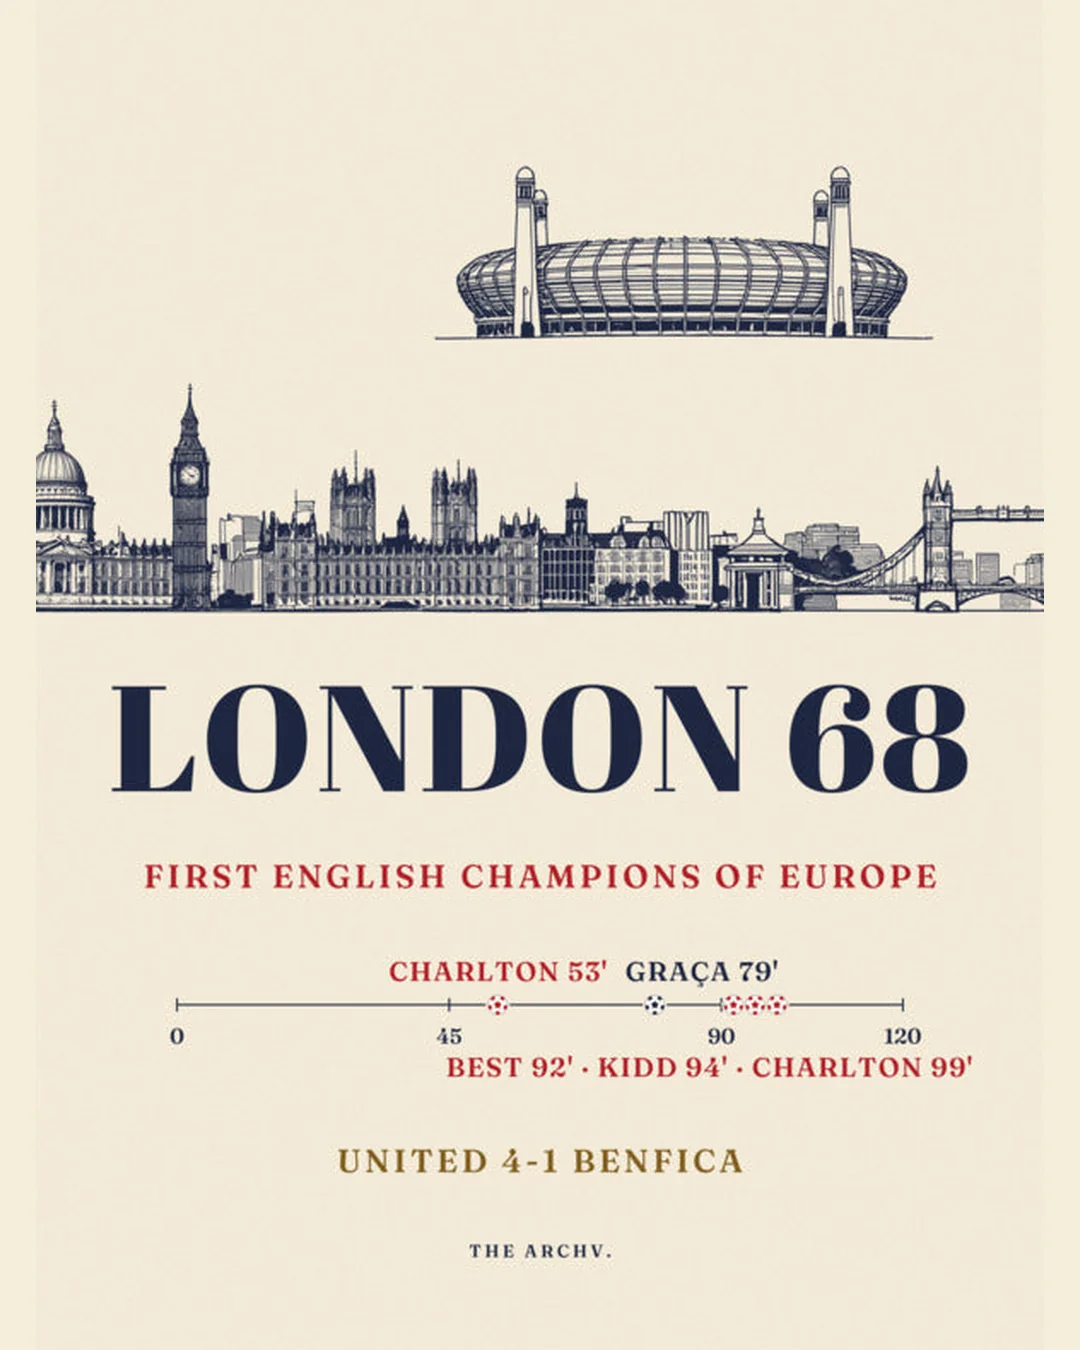 LONDON 68
FIRST ENGLISH CHAMPIONS OF EUROPE
CHARLTON 53' GRAÇA 79'
0 45 90 120
BEST 92' · KIDD 94' · CHARLTON 99'
UNITED 4-1 BENFICA
THE ARCHV.